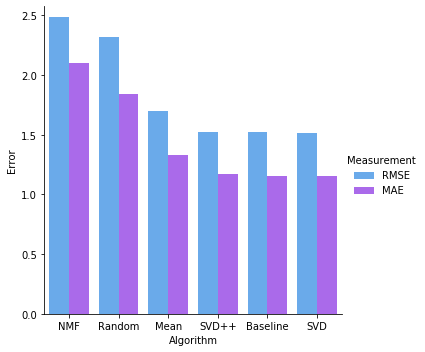 2.5
2.0
1.5
1.0
0.5
0.0
Error
NMF Random Mean SVD++ Baseline SVD
Algorithm
Measurement
RMSE
MAE